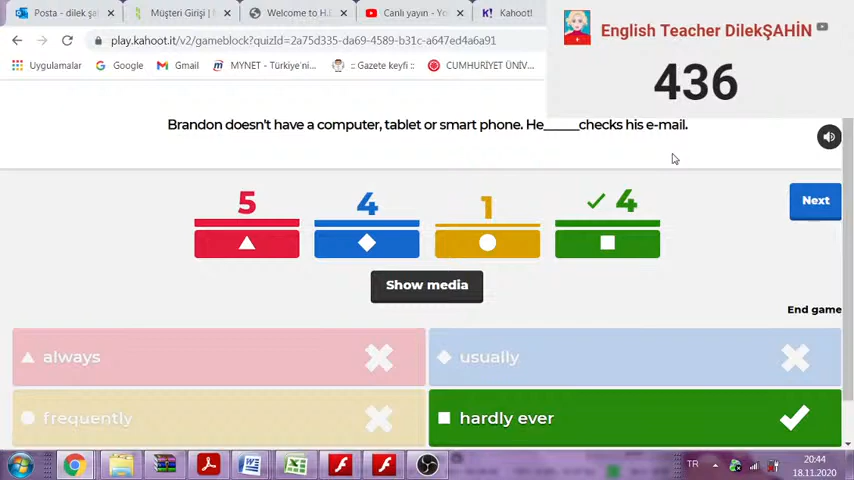 Posta - dilek şa
Müşteri Girişi | N
Welcome to H.I
Canlı yayın - Yo
Kahoot!
play.kahoot.it/v2/gameblock?quizId=2a75d335-da69-4589-b31c-a647ed4a6a91
Uygulamalar
Google
Gmail
MYNET - Türkiye'ni...
:: Gazete keyfi ::
CUMHURİYET ÜNİV...
English Teacher DilekŞAHİN
436
Brandon doesn't have a computer, tablet or smart phone. He_____checks his e-mail.
5
4
1
4
Next
Show media
End game
always
usually
frequently
hardly ever
TR
20:44
18.11.2020